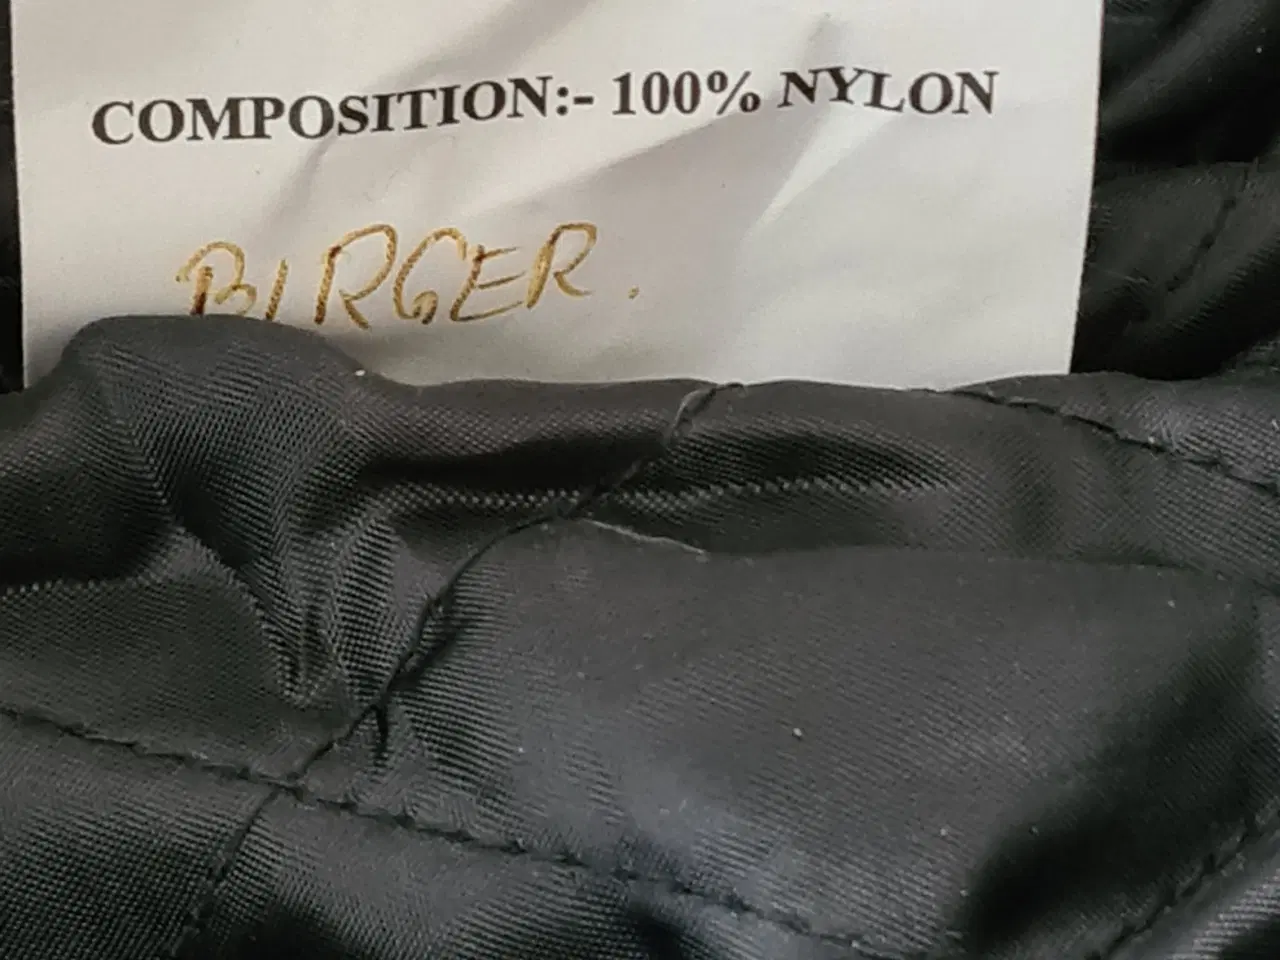 COMPOSITION:- 100% NYLON
BIRGER.